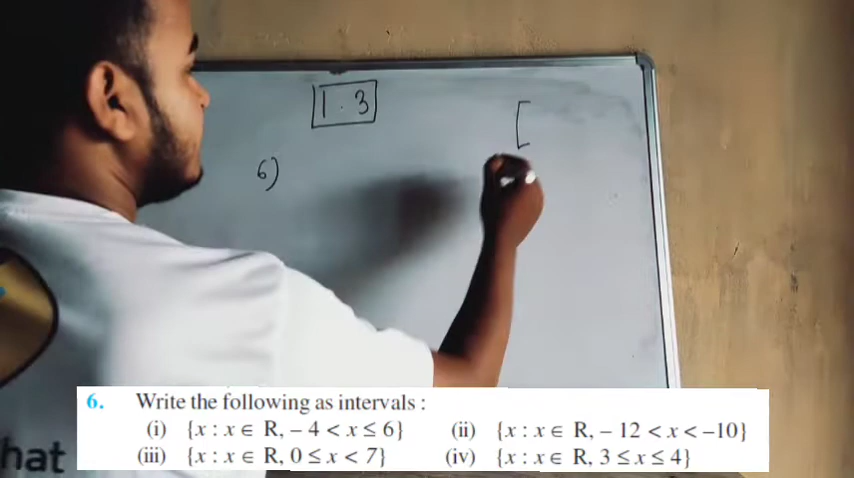 1.3
[
6)
6. Write the following as intervals :
(i) {x : x ∈ R, – 4 < x ≤ 6} (ii) {x : x ∈ R, – 12 < x < –10}
(iii) {x : x ∈ R, 0 ≤ x < 7} (iv) {x : x ∈ R, 3 ≤ x ≤ 4}
hat